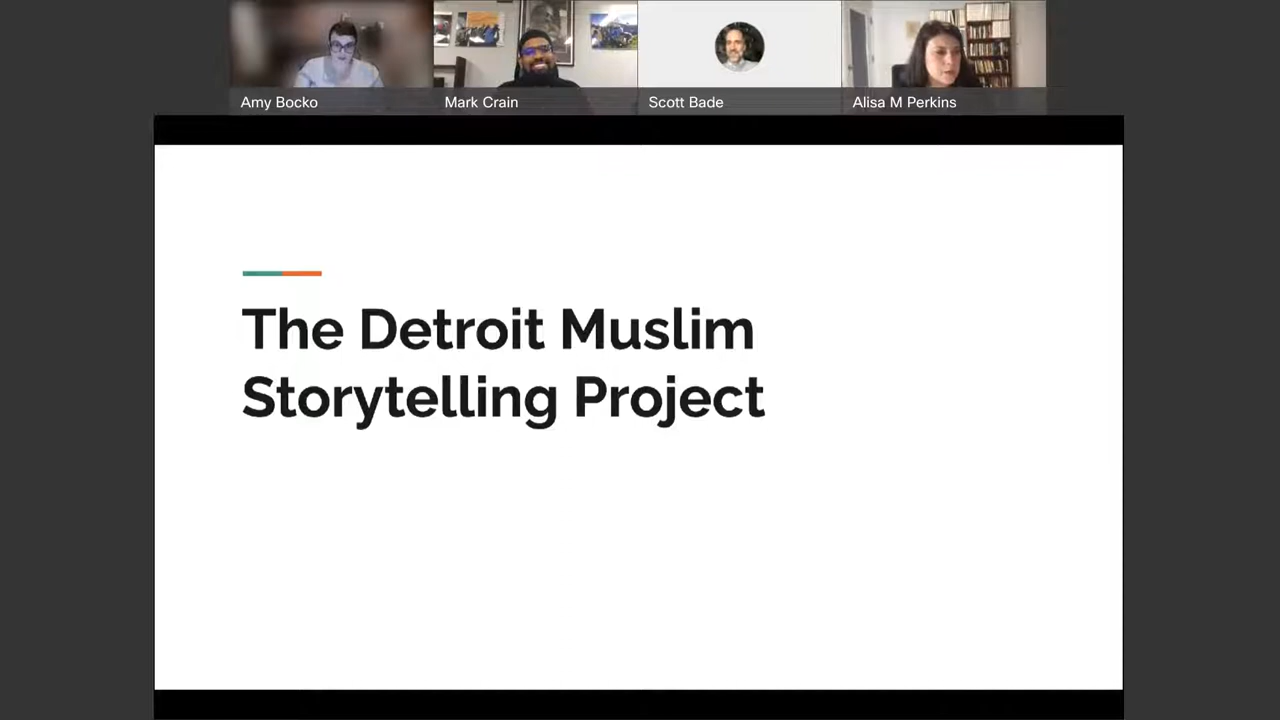 Amy Bocko
Mark Crain
Scott Bade
Alisa M Perkins
The Detroit Muslim
Storytelling Project